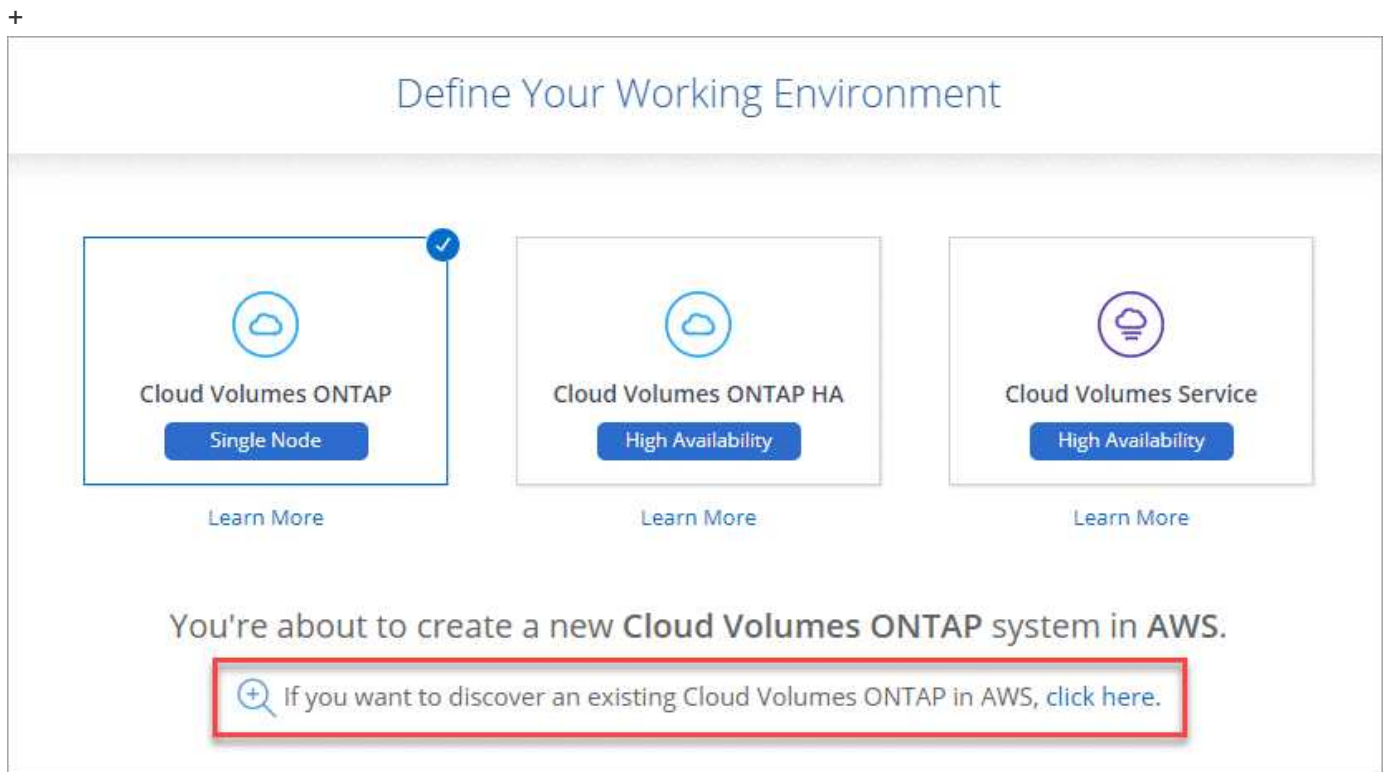 +
Define Your Working Environment
Cloud Volumes ONTAP
Single Node
Learn More
Cloud Volumes ONTAP HA
High Availability
Learn More
Cloud Volumes Service
High Availability
Learn More
You're about to create a new Cloud Volumes ONTAP system in AWS.
If you want to discover an existing Cloud Volumes ONTAP in AWS, click here.